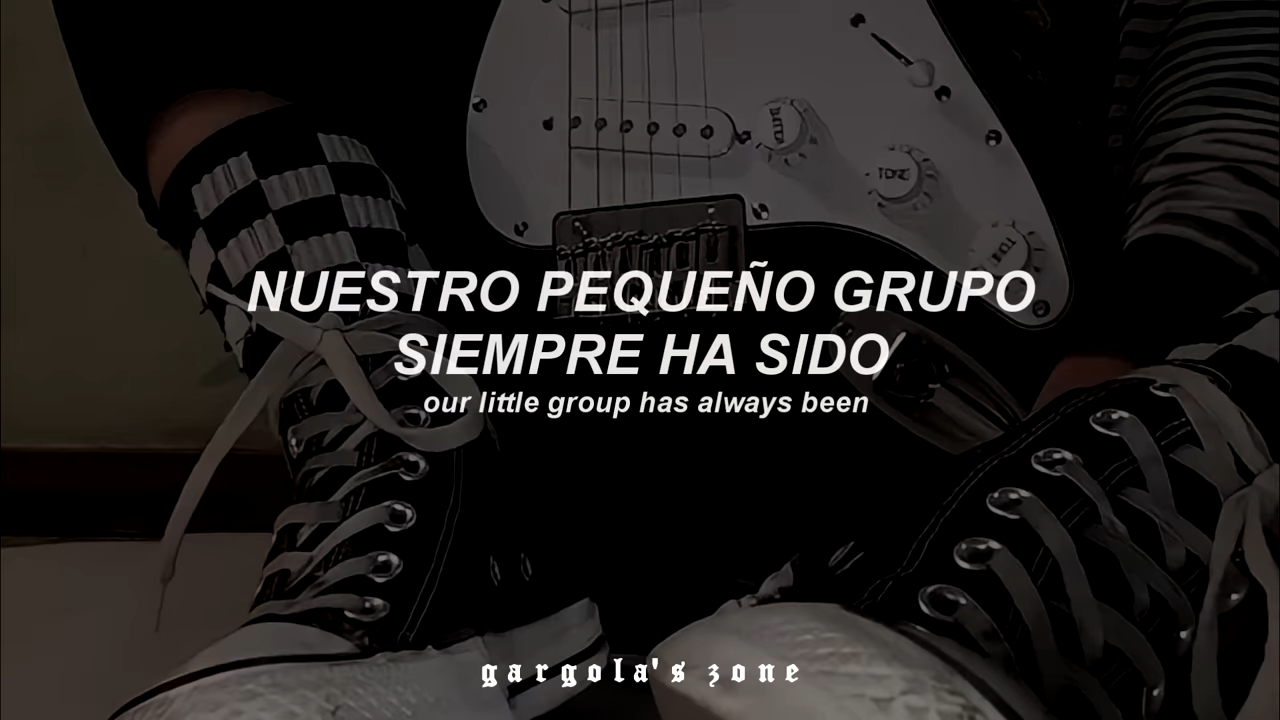 NUESTRO PEQUEÑO GRUPO
SIEMPRE HA SIDO
our little group has always been
gargola's zone